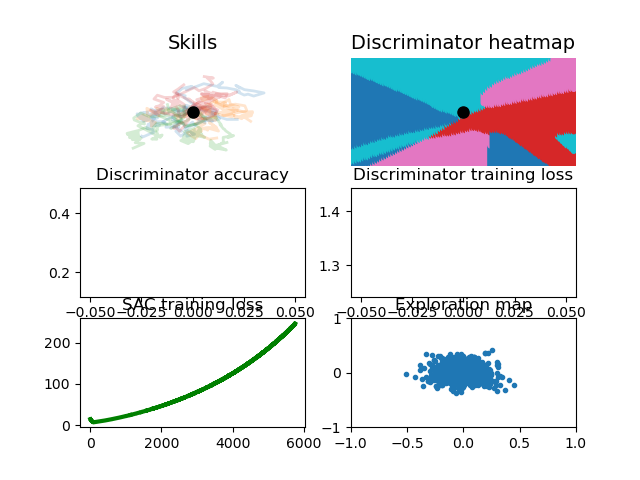 Skills
Discriminator heatmap
Discriminator accuracy
Discriminator training loss
0.4
0.2
1.4
1.3
−0.050 −0.025 0.000 0.025 0.050
−0.050 −0.025 0.000 0.025 0.050
SAC training loss
Exploration map
200
100
0
0 2000 4000 6000
1
0
−1
−1.0 −0.5 0.0 0.5 1.0